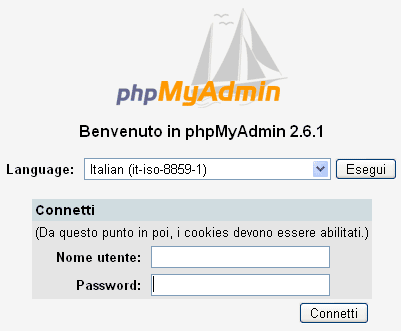 phpMyAdmin
Benvenuto in phpMyAdmin 2.6.1
Language: Italian (it-iso-8859-1) Esegui
Connetti
(Da questo punto in poi, i cookies devono essere abilitati.)
Nome utente:
Password:
Connetti